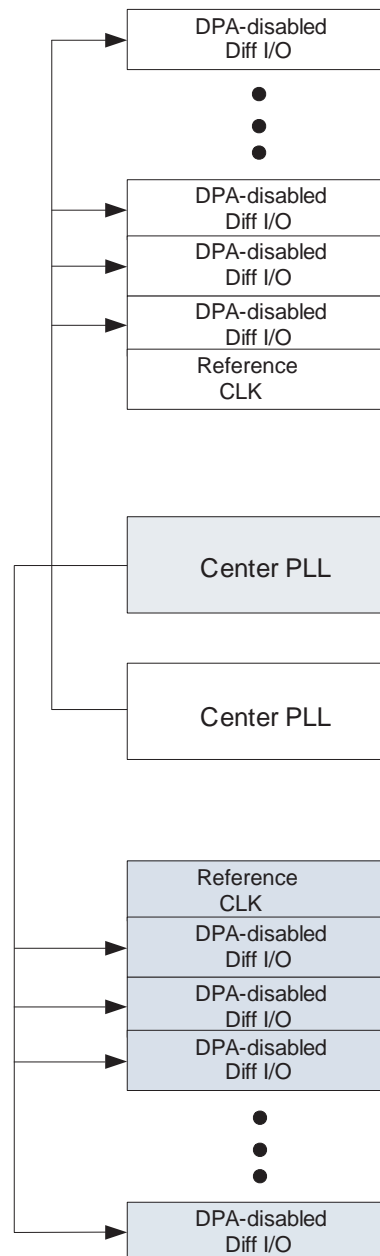 DPA-disabled
Diff I/O
DPA-disabled
Diff I/O
DPA-disabled
Diff I/O
DPA-disabled
Diff I/O
Reference
CLK
Center PLL
Center PLL
Reference
CLK
DPA-disabled
Diff I/O
DPA-disabled
Diff I/O
DPA-disabled
Diff I/O
DPA-disabled
Diff I/O